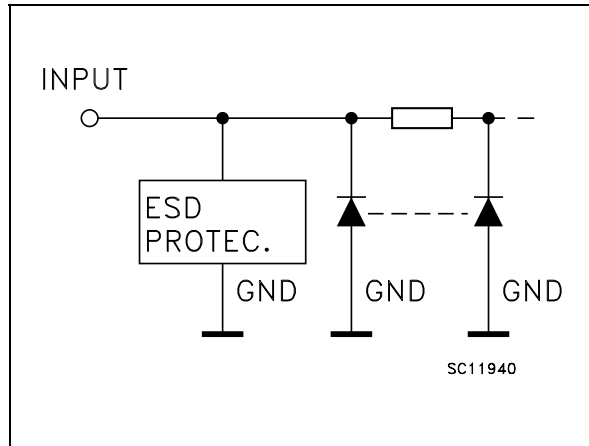 INPUT
ESD
PROTEC.
GND
GND
GND
SC11940